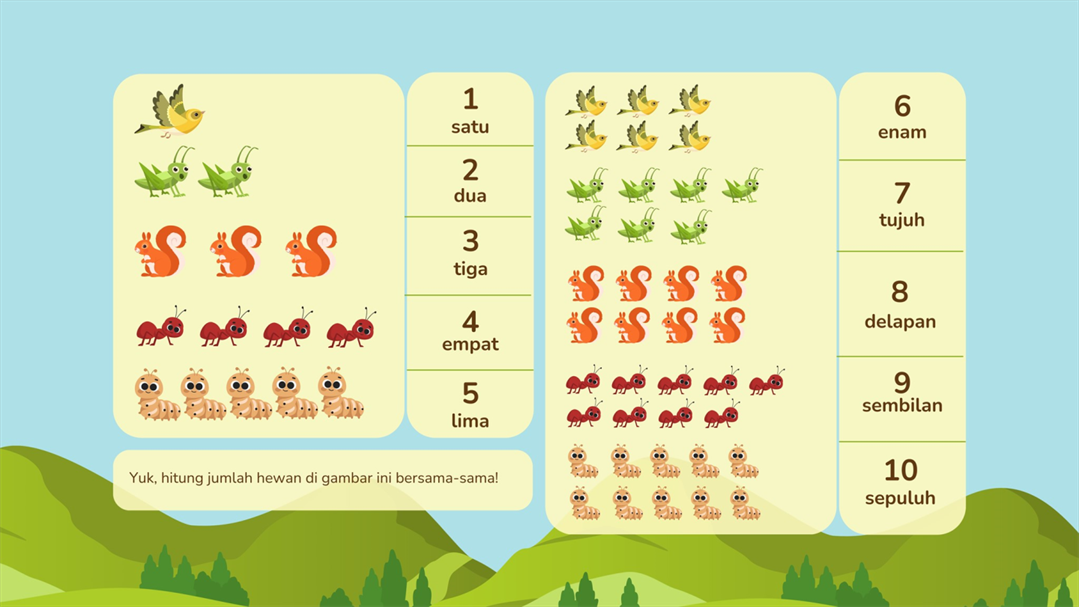 1
satu
2
dua
3
tiga
4
empat
5
lima
Yuk, hitung jumlah hewan di gambar ini bersama-sama!
6
enam
7
tujuh
8
delapan
9
sembilan
10
sepuluh